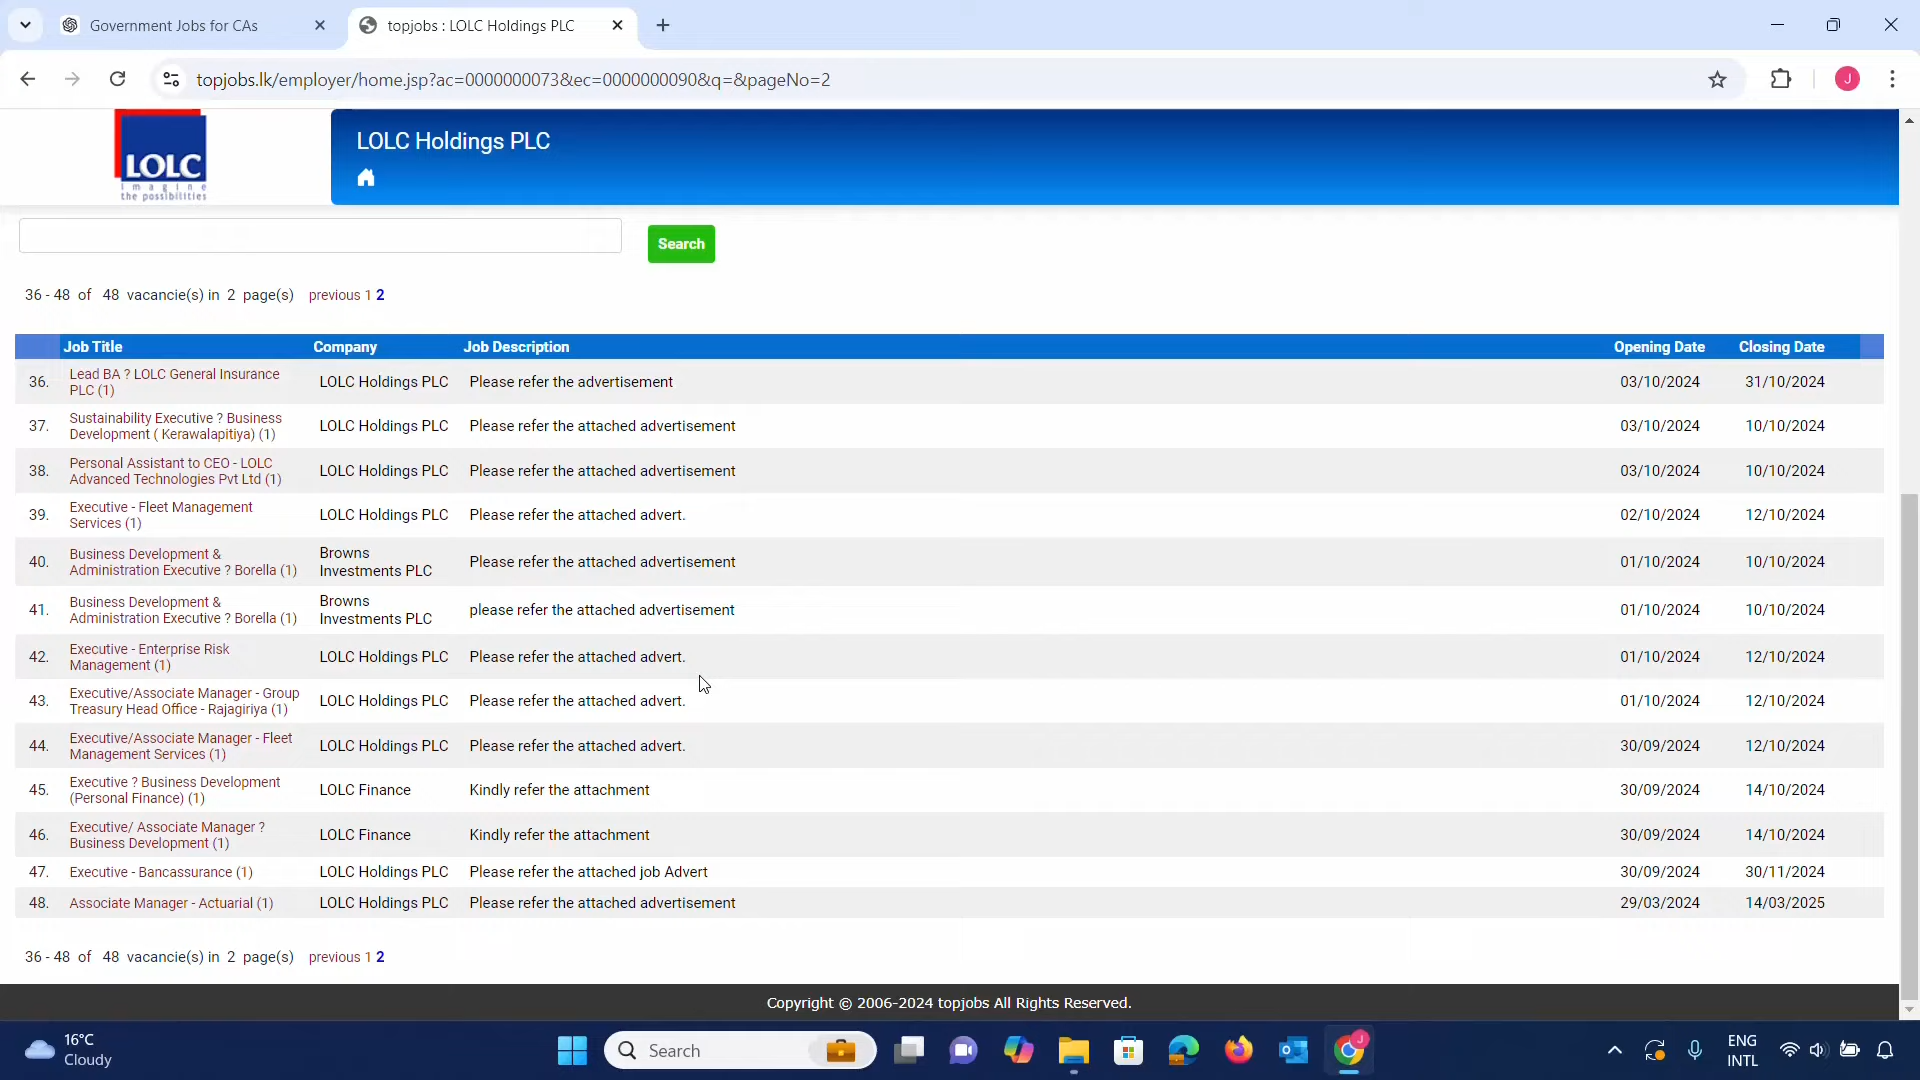 Government Jobs for CAs
topjobs : LOLC Holdings PLC
topjobs.lk/employer/home.jsp?ac=0000000073&ec=0000000090&q=&pageNo=2
J
LOLC
imagine
the possibilities
LOLC Holdings PLC
Search
36 - 48 of 48 vacancie(s) in 2 page(s) previous 1 2
Job Title Company Job Description Opening Date Closing Date
36. Lead BA ? LOLC General Insurance PLC (1) LOLC Holdings PLC Please refer the advertisement 03/10/2024 31/10/2024
37. Sustainability Executive ? Business Development ( Kerawalapitiya) (1) LOLC Holdings PLC Please refer the attached advertisement 03/10/2024 10/10/2024
38. Personal Assistant to CEO - LOLC Advanced Technologies Pvt Ltd (1) LOLC Holdings PLC Please refer the attached advertisement 03/10/2024 10/10/2024
39. Executive - Fleet Management Services (1) LOLC Holdings PLC Please refer the attached advert. 02/10/2024 12/10/2024
40. Business Development & Administration Executive ? Borella (1) Browns Investments PLC Please refer the attached advertisement 01/10/2024 10/10/2024
41. Business Development & Administration Executive ? Borella (1) Browns Investments PLC please refer the attached advertisement 01/10/2024 10/10/2024
42. Executive - Enterprise Risk Management (1) LOLC Holdings PLC Please refer the attached advert. 01/10/2024 12/10/2024
43. Executive/Associate Manager - Group Treasury Head Office - Rajagiriya (1) LOLC Holdings PLC Please refer the attached advert. 01/10/2024 12/10/2024
44. Executive/Associate Manager - Fleet Management Services (1) LOLC Holdings PLC Please refer the attached advert. 30/09/2024 12/10/2024
45. Executive ? Business Development (Personal Finance) (1) LOLC Finance Kindly refer the attachment 30/09/2024 14/10/2024
46. Executive/ Associate Manager ? Business Development (1) LOLC Finance Kindly refer the attachment 30/09/2024 14/10/2024
47. Executive - Bancassurance (1) LOLC Holdings PLC Please refer the attached job Advert 30/09/2024 30/11/2024
48. Associate Manager - Actuarial (1) LOLC Holdings PLC Please refer the attached advertisement 29/03/2024 14/03/2025
36 - 48 of 48 vacancie(s) in 2 page(s) previous 1 2
Copyright © 2006-2024 topjobs All Rights Reserved.
16°C
Cloudy
Search
ENG
INTL